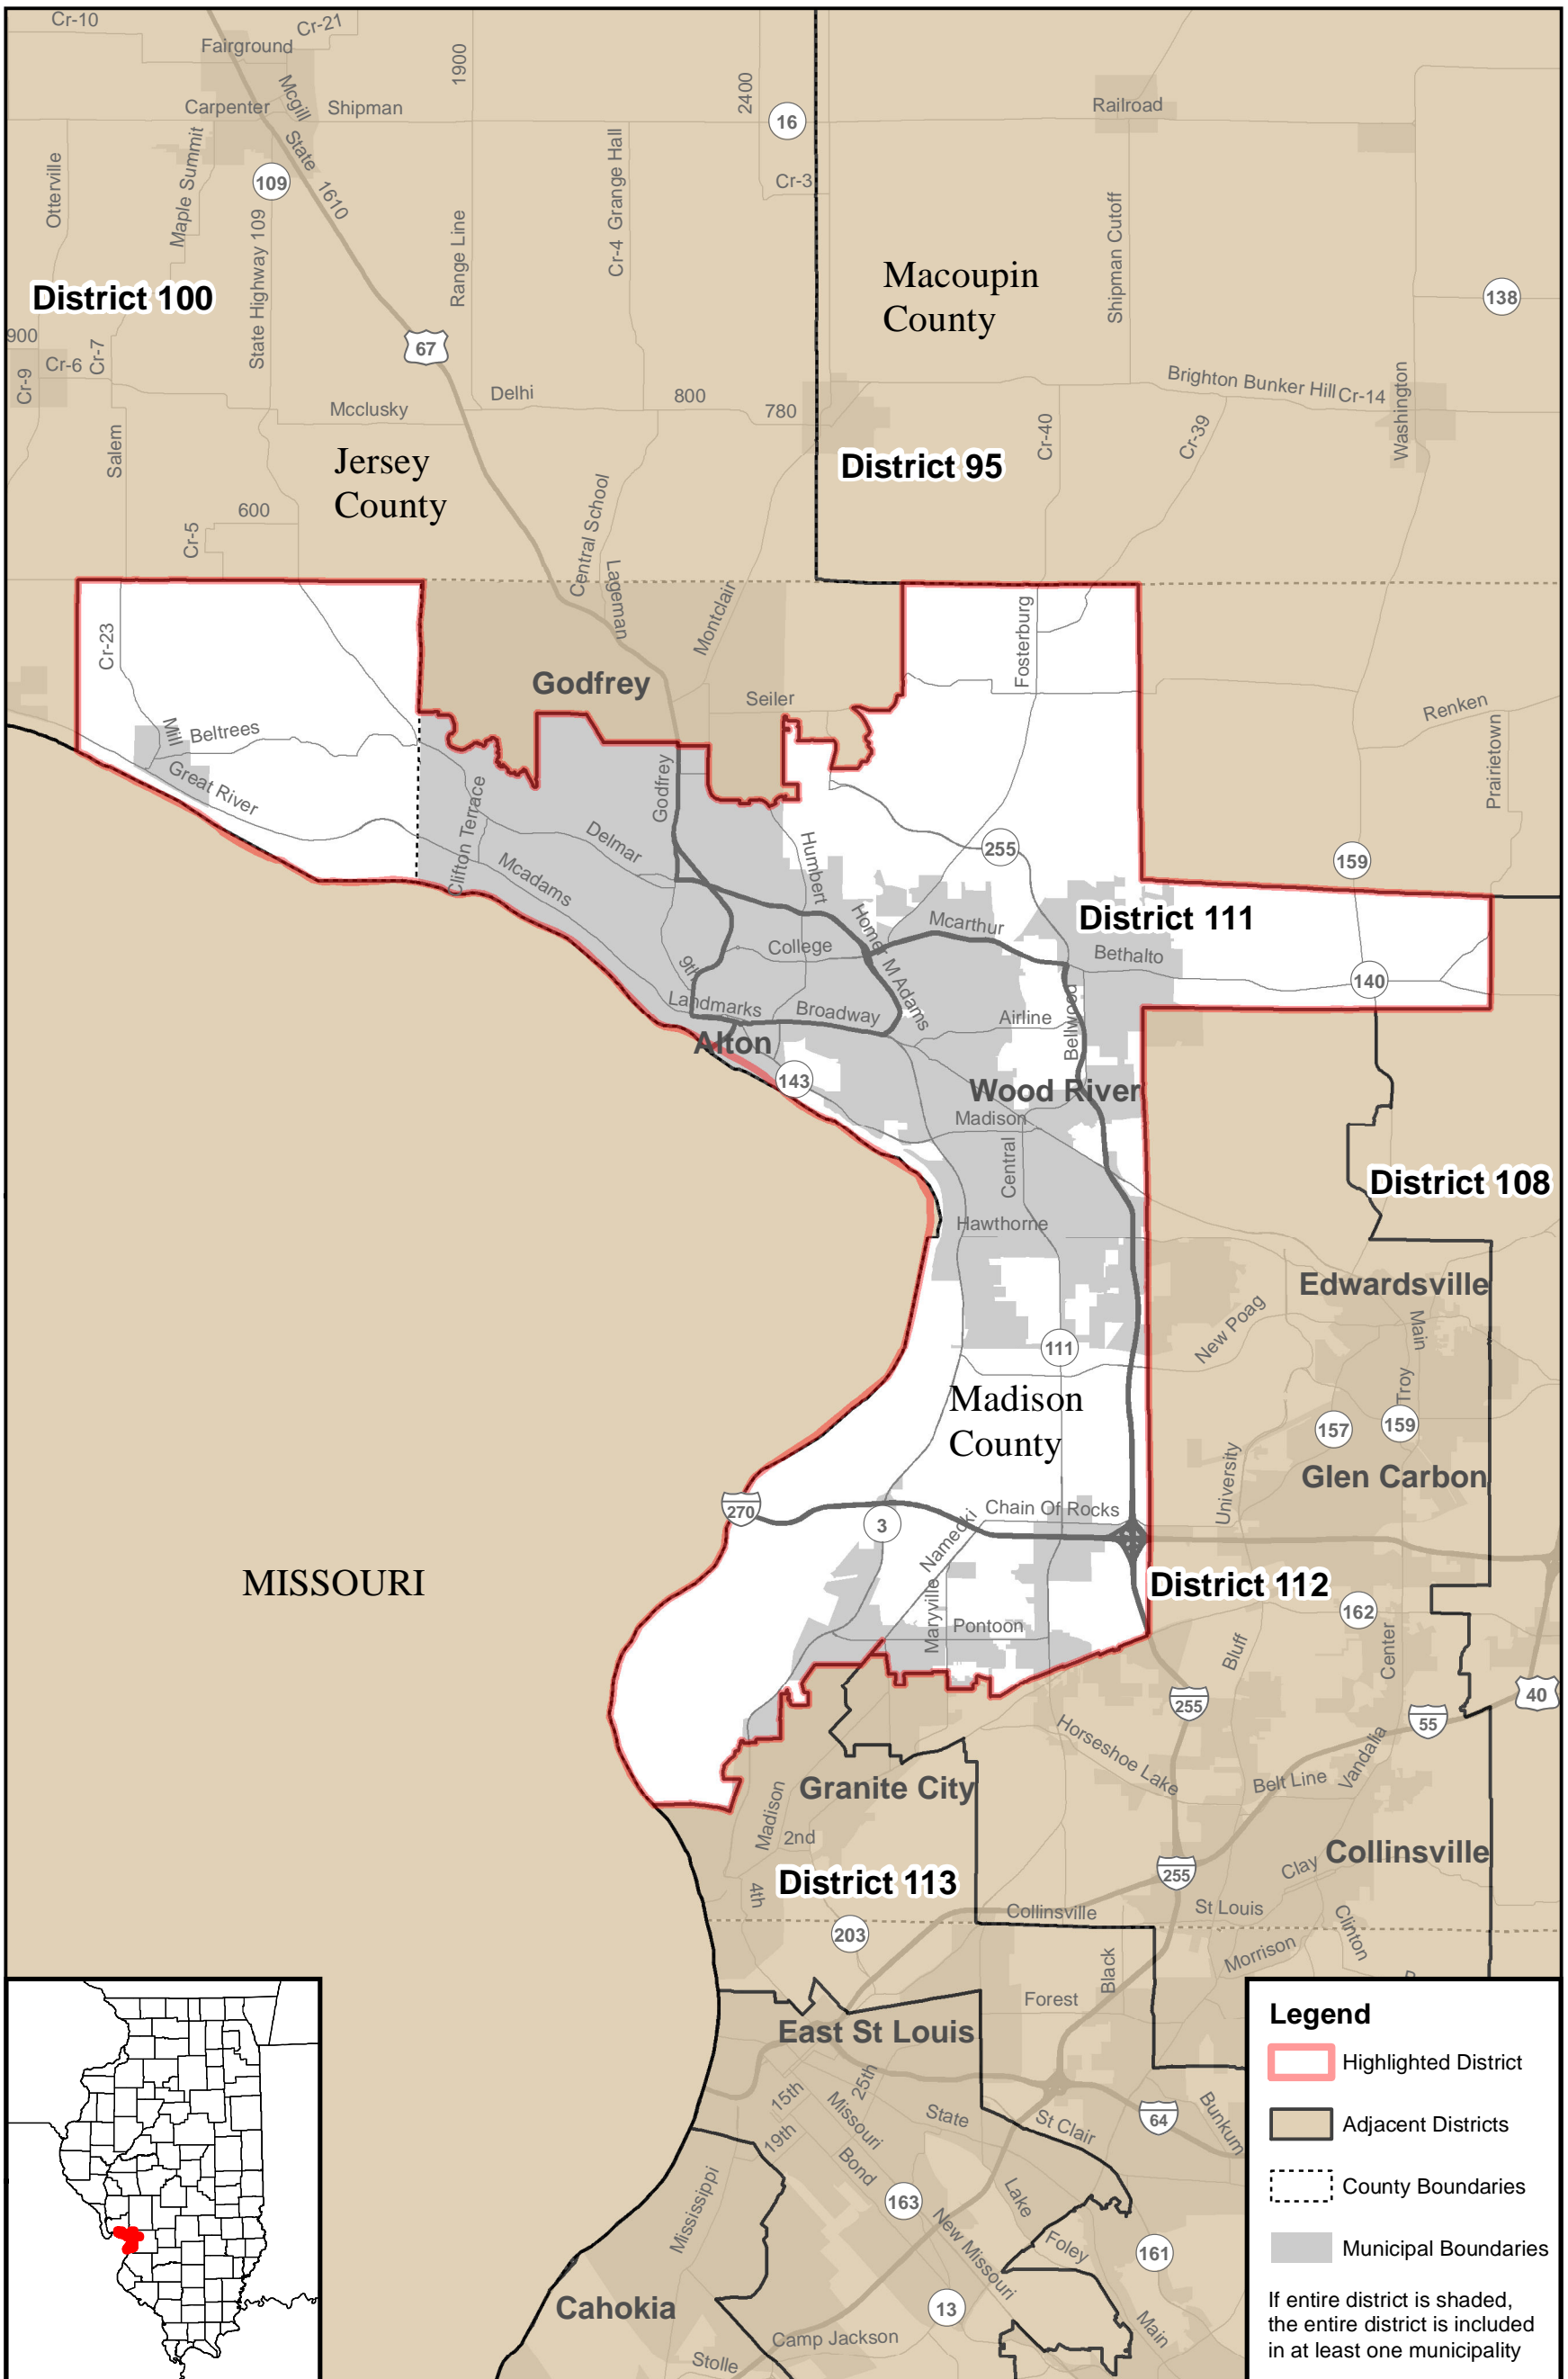 Cr-10
Cr-21
Fairground
1900
2400
Mcgill
Carpenter
Shipman
16
Railroad
State
Otterville
Maple Summit
109
1610
Cr-4
Grange Hall
Cr-3
State Highway 109
Range Line
Shipman Cutoff
Macoupin
County
District 100
138
900
Cr-7
67
Cr-6
Cr-9
Delhi
800
Mcclusky
780
Brighton Bunker Hill
Cr-14
Washington
Salem
Cr-40
Cr-39
Jersey
County
District 95
Central School
600
Cr-5
Lageman
Montclair
Fosterburg
Cr-23
Godfrey
Seiler
Renken
Mill
Beltrees
Prairietown
Great River
Godfrey
Clifton Terrace
Delmar
Humbert
255
159
Mcadams
Homer M Adams
Mcarthur
District 111
College
Bethalto
9th
140
Landmarks
Broadway
Airline
Bellwood
Alton
143
Wood River
Madison
Central
District 108
Hawthorne
Edwardsville
New Poag
Main
111
Madison
County
Troy
157
159
University
Glen Carbon
270
3
Chain Of Rocks
Namecki
MISSOURI
Maryville
District 112
162
Pontoon
Bluff
Center
255
40
55
Horseshoe Lake
Vandalia
Granite City
Belt Line
Madison
2nd
Collinsville
District 113
255
Clay
4th
Collinsville
St Louis
203
Clinton
Morrison
Black
Forest
East St Louis
15th
25th
Missouri
State
St Clair
64
Bunkum
19th
Bond
Mississippi
163
Lake
New Missouri
Foley
161
Cahokia
13
Camp Jackson
Main
Stolle
Legend
Highlighted District
Adjacent Districts
County Boundaries
Municipal Boundaries
If entire district is shaded,
the entire district is included
in at least one municipality